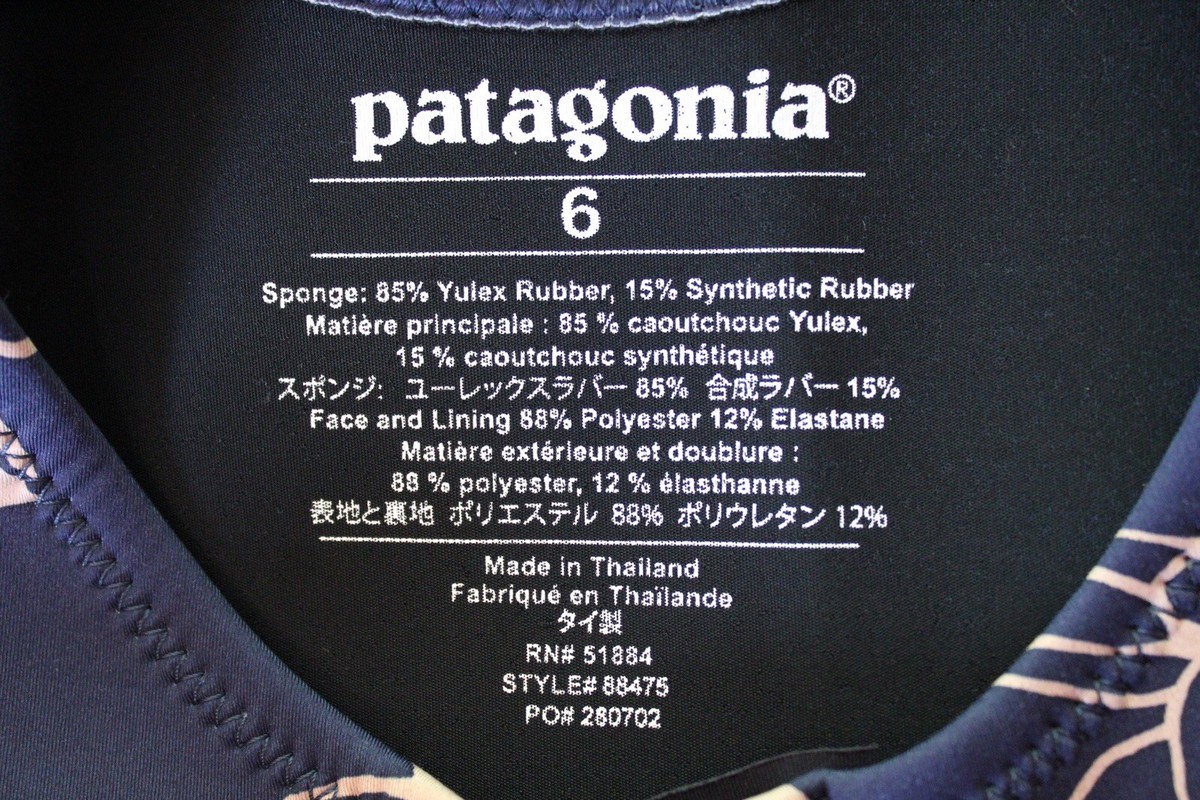 patagonia®
6
Sponge: 85% Yulex Rubber, 15% Synthetic Rubber
Matière principale : 85 % caoutchouc Yulex,
15 % caoutchouc synthétique
スポンジ: ユーレックスラバー 85% 合成ラバー 15%
Face and Lining 88% Polyester 12% Elastane
Matière extérieure et doublure :
88 % polyester, 12 % élasthanne
表地と裏地 ポリエステル 88% ポリウレタン 12%
Made in Thailand
Fabriqué en Thaïlande
タイ製
RN# 51884
STYLE# 88475
PO# 280702